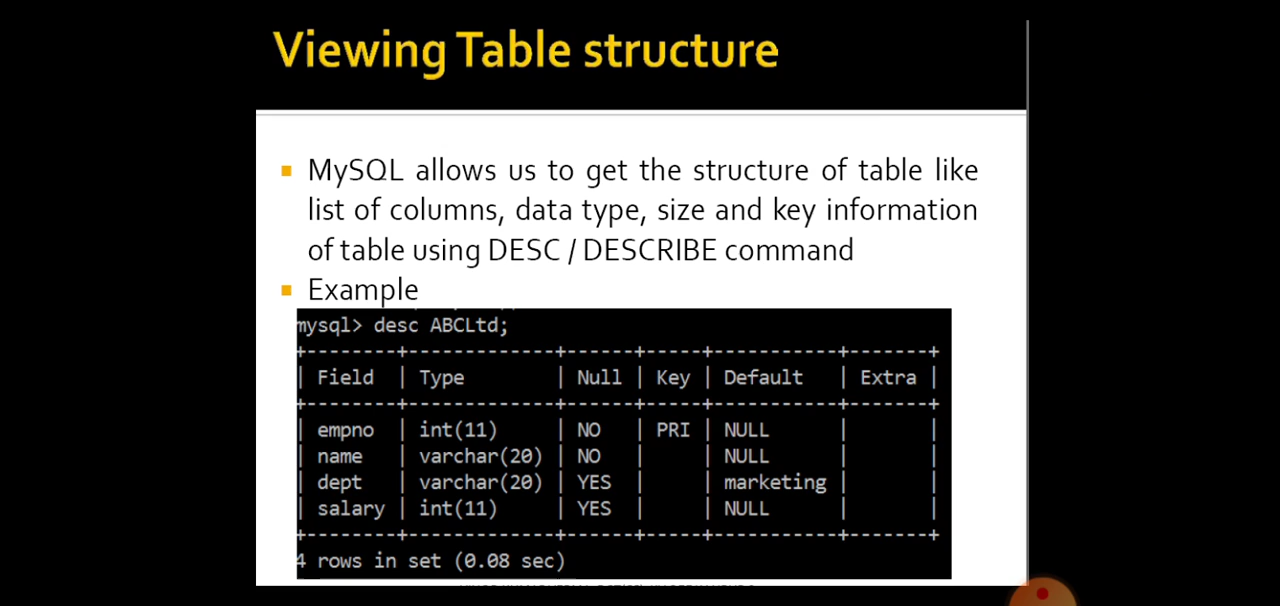 Viewing Table structure
MySQL allows us to get the structure of table like
list of columns, data type, size and key information
of table using DESC / DESCRIBE command
Example
mysql> desc ABCLtd;
+--------+-------------+------+-----+-----------+-------+
| Field  | Type        | Null | Key | Default   | Extra |
+--------+-------------+------+-----+-----------+-------+
| empno  | int(11)     | NO   | PRI | NULL      |       |
| name   | varchar(20) | NO   |     | NULL      |       |
| dept   | varchar(20) | YES  |     | marketing |       |
| salary | int(11)     | YES  |     | NULL      |       |
+--------+-------------+------+-----+-----------+-------+
4 rows in set (0.08 sec)